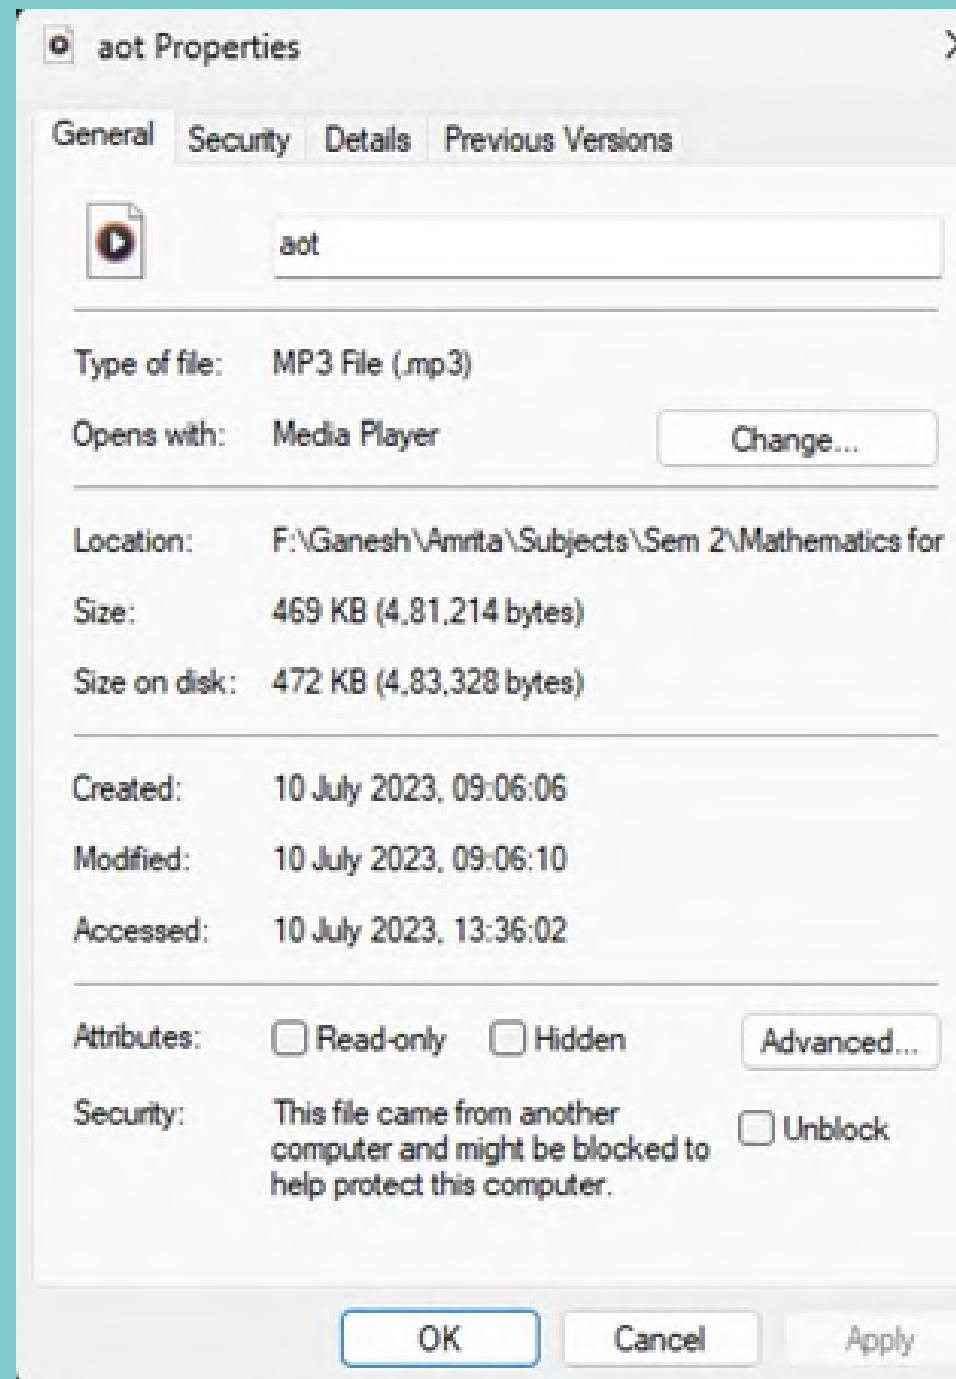 aot Properties
General Security Details Previous Versions
aot
Type of file: MP3 File (.mp3)
Opens with: Media Player Change...
Location: F:\Ganesh\Amrita\Subjects\Sem 2\Mathematics for
Size: 469 KB (4,81,214 bytes)
Size on disk: 472 KB (4,83,328 bytes)
Created: 10 July 2023, 09:06:06
Modified: 10 July 2023, 09:06:10
Accessed: 10 July 2023, 13:36:02
Attributes: Read-only Hidden Advanced...
Security: This file came from another
computer and might be blocked to
help protect this computer.
Unblock
OK Cancel Apply